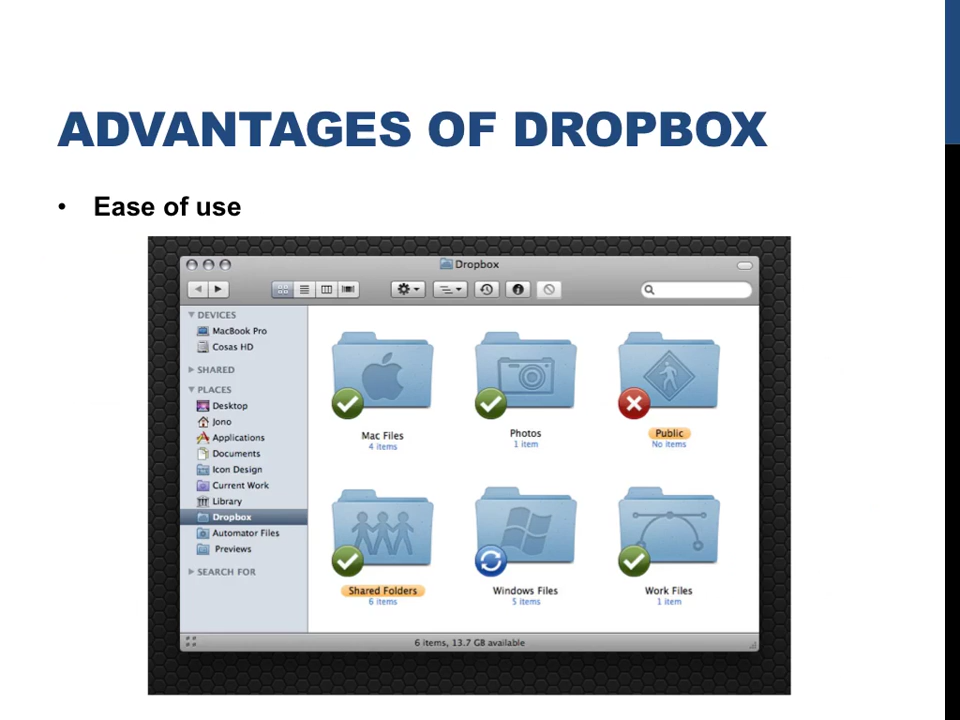 ADVANTAGES OF DROPBOX
• Ease of use
Dropbox
DEVICES
MacBook Pro
Cosas HD
SHARED
PLACES
Desktop
Jono
Applications
Documents
Icon Design
Current Work
Library
Dropbox
Automator Files
Previews
SEARCH FOR
Mac Files
4 items
Photos
1 item
Public
No items
Shared Folders
6 items
Windows Files
5 items
Work Files
1 item
6 items, 13.7 GB available